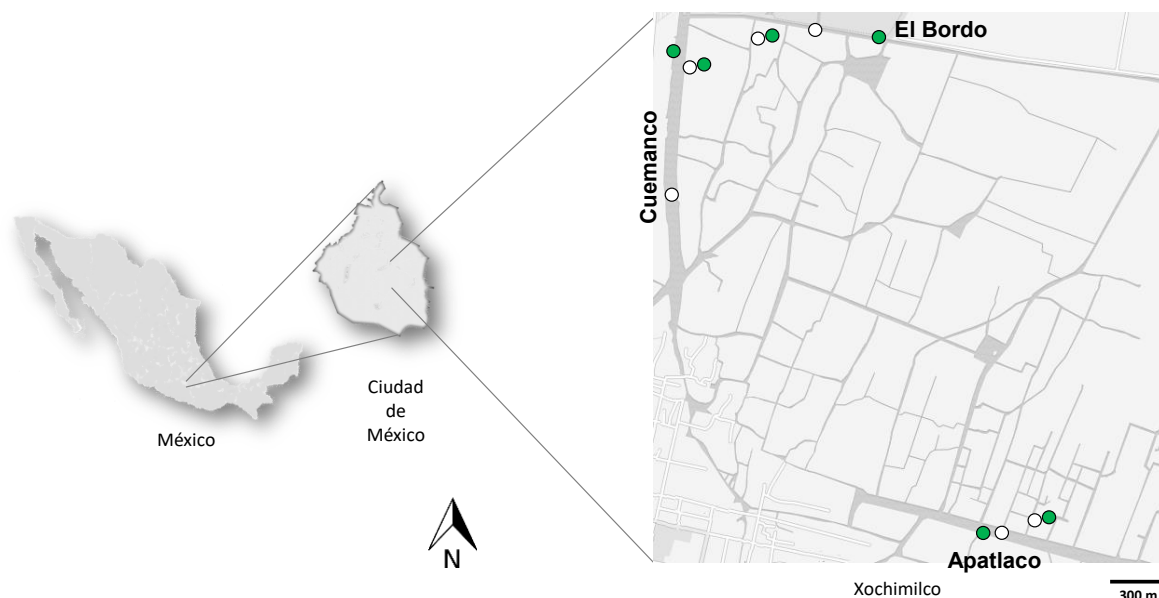 El Bordo
Cuemanco
Ciudad
de
México
México
N
Apatlaco
Xochimilco
300 m